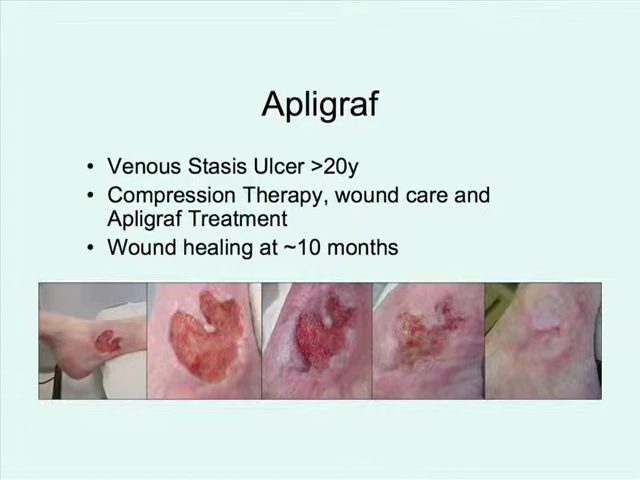 Apligraf
• Venous Stasis Ulcer >20y
• Compression Therapy, wound care and
Apligraf Treatment
• Wound healing at ~10 months